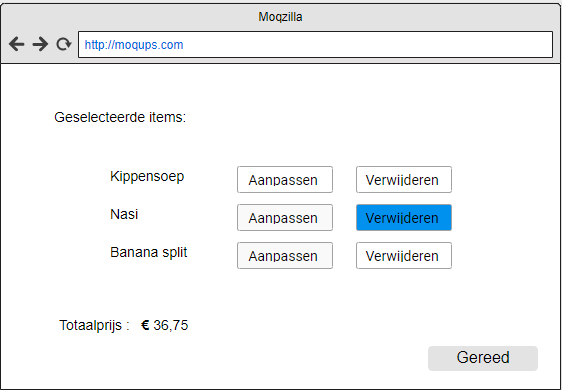 Moqzilla
http://moqups.com
Geselecteerde items:
Kippensoep Aanpassen Verwijderen
Nasi Aanpassen Verwijderen
Banana split Aanpassen Verwijderen
Totaalprijs : € 36,75
Gereed